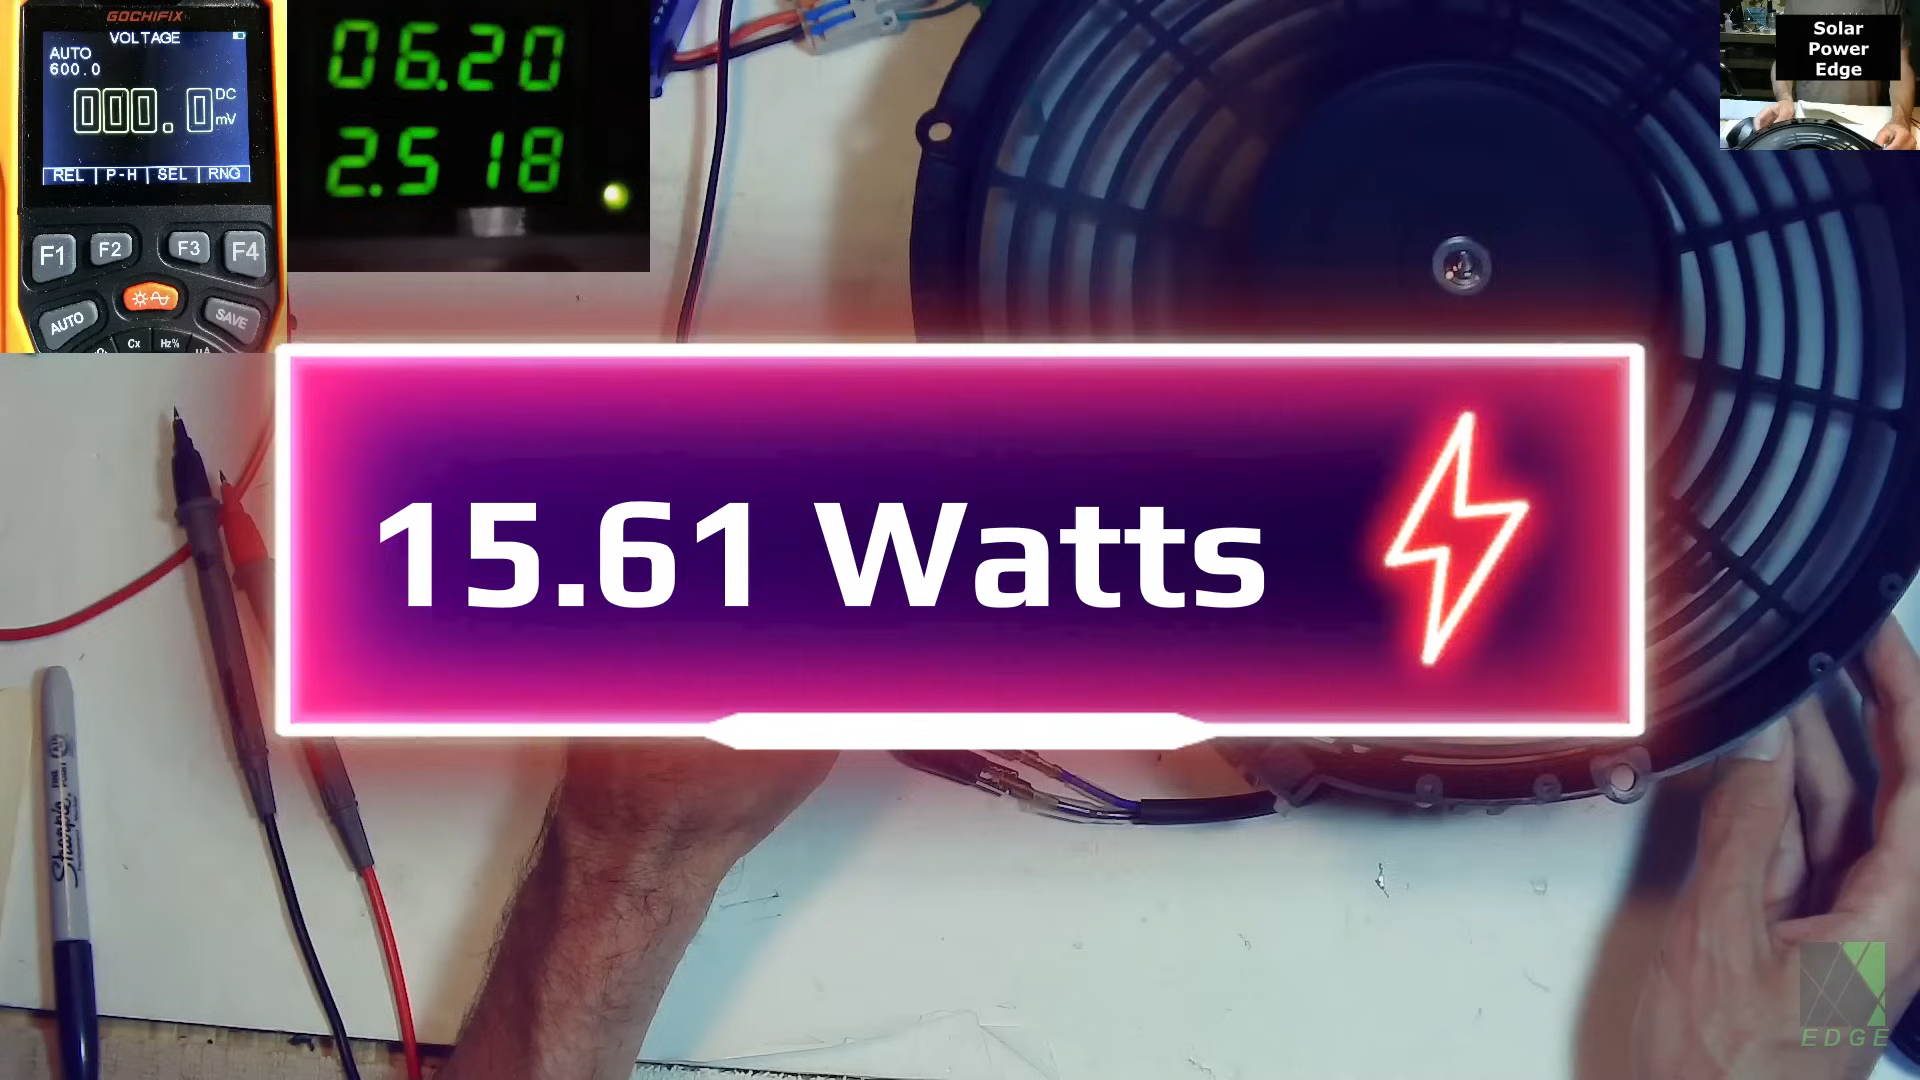 GOCHIFIX
VOLTAGE
AUTO
600.0
000.0 DC mV
REL | P-H | SEL | RNG
F1 F2 F3 F4
AUTO
SAVE
Cx Hz%
06.20
2.518
Solar
Power
Edge
15.61 Watts
Sharpie
EDGE